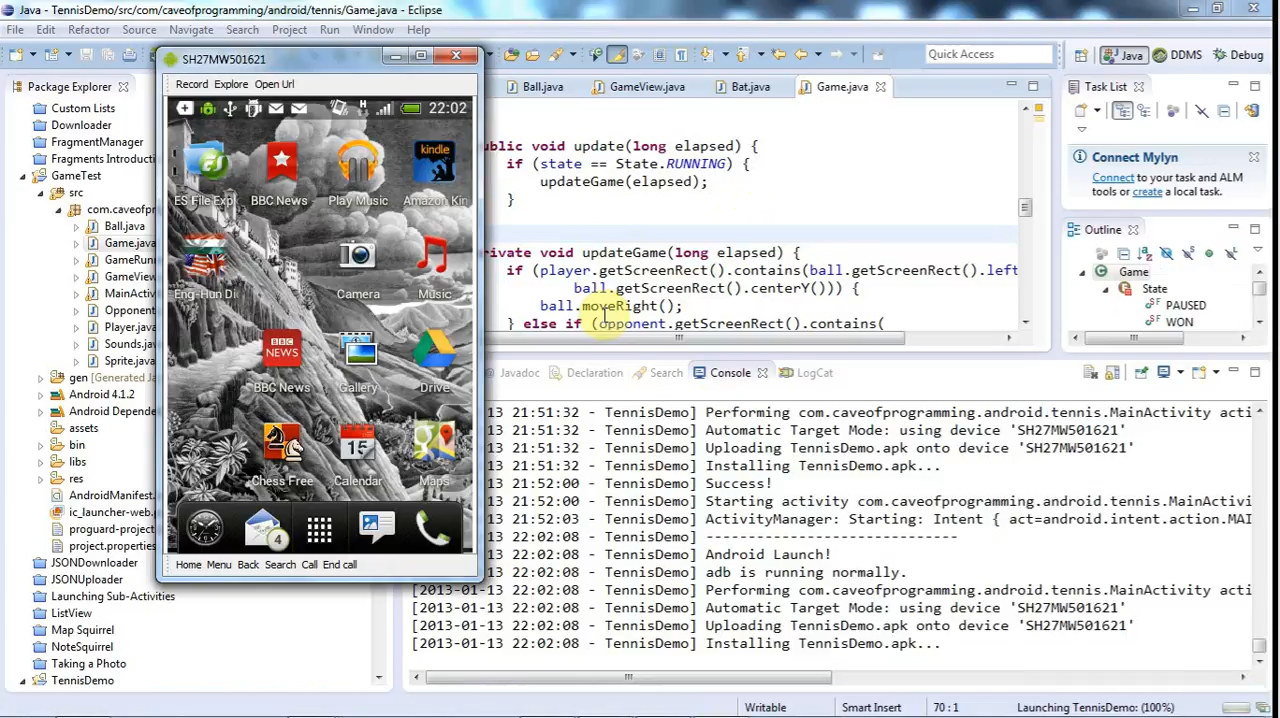 Java - TennisDemo/src/com/caveofprogramming/android/tennis/Game.java - Eclipse
File Edit Refactor Source Navigate Search Project Run Window Help
Quick Access
Java DDMS Debug
Package Explorer
Custom Lists
Downloader
FragmentManager
Fragments Introducti
GameTest
src
com.caveofpr
Ball.java
Game.java
GameRun
GameView
MainActiv
Opponent
Player.java
Sounds.jav
Sprite.java
gen [Generated J
Android 4.1.2
Android Depende
assets
bin
libs
res
AndroidManifest.
ic_launcher-web.
proguard-project
project.properties
JSONDownloader
JSONUploader
Launching Sub-Activities
ListView
Map Squirrel
NoteSquirrel
Taking a Photo
TennisDemo
SH27MW501621
Record Explore Open Url
H 22:02
ES File Expl BBC News Play Music Amazon Kin
kindle
Eng-Hun Di Camera Music
BBC
NEWS
BBC News Gallery Drive
15
Chess Free Calendar Maps
4
Home Menu Back Search Call End call
Ball.java GameView.java Bat.java Game.java
ublic void update(long elapsed) {
if (state == State.RUNNING) {
updateGame(elapsed);
}
rivate void updateGame(long elapsed) {
if (player.getScreenRect().contains(ball.getScreenRect().left
ball.getScreenRect().centerY())) {
ball.moveRight();
} else if (opponent.getScreenRect().contains(
Task List
Connect Mylyn
Connect to your task and ALM
tools or create a local task.
Outline
Game
State
PAUSED
WON
Javadoc Declaration Search Console LogCat
-01-13 21:51:32 - TennisDemo] Performing com.caveofprogramming.android.tennis.MainActivity acti
-01-13 21:51:32 - TennisDemo] Automatic Target Mode: using device 'SH27MW501621'
-01-13 21:51:32 - TennisDemo] Uploading TennisDemo.apk onto device 'SH27MW501621'
-01-13 21:51:32 - TennisDemo] Installing TennisDemo.apk...
-01-13 21:52:00 - TennisDemo] Success!
-01-13 21:52:00 - TennisDemo] Starting activity com.caveofprogramming.android.tennis.MainActivi
-01-13 21:52:03 - TennisDemo] ActivityManager: Starting: Intent { act=android.intent.action.MAI
-01-13 22:02:08 - TennisDemo] ------------------------------
-01-13 22:02:08 - TennisDemo] Android Launch!
-01-13 22:02:08 - TennisDemo] adb is running normally.
[2013-01-13 22:02:08 - TennisDemo] Performing com.caveofprogramming.android.tennis.MainActivity acti
[2013-01-13 22:02:08 - TennisDemo] Automatic Target Mode: using device 'SH27MW501621'
[2013-01-13 22:02:08 - TennisDemo] Uploading TennisDemo.apk onto device 'SH27MW501621'
[2013-01-13 22:02:08 - TennisDemo] Installing TennisDemo.apk...
Writable Smart Insert 70 : 1 Launching TennisDemo: (100%)